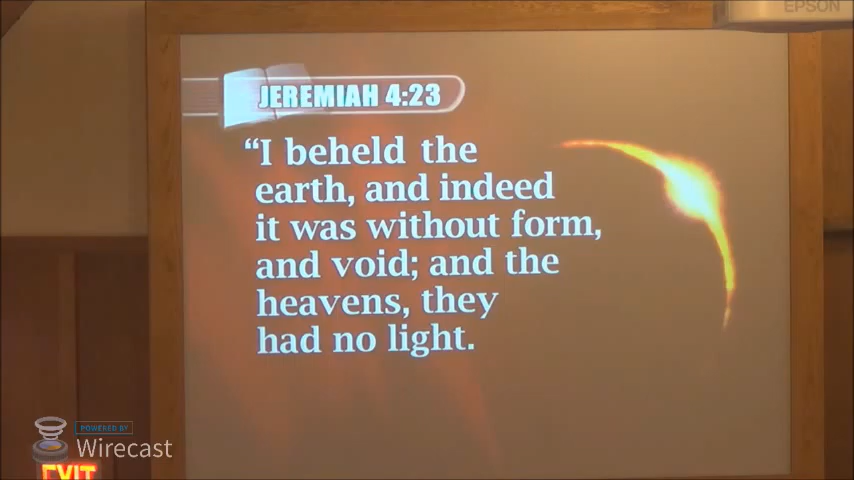 EPSON
JEREMIAH 4:23
“I beheld the
earth, and indeed
it was without form,
and void; and the
heavens, they
had no light.
POWERED BY
Wirecast
EXIT